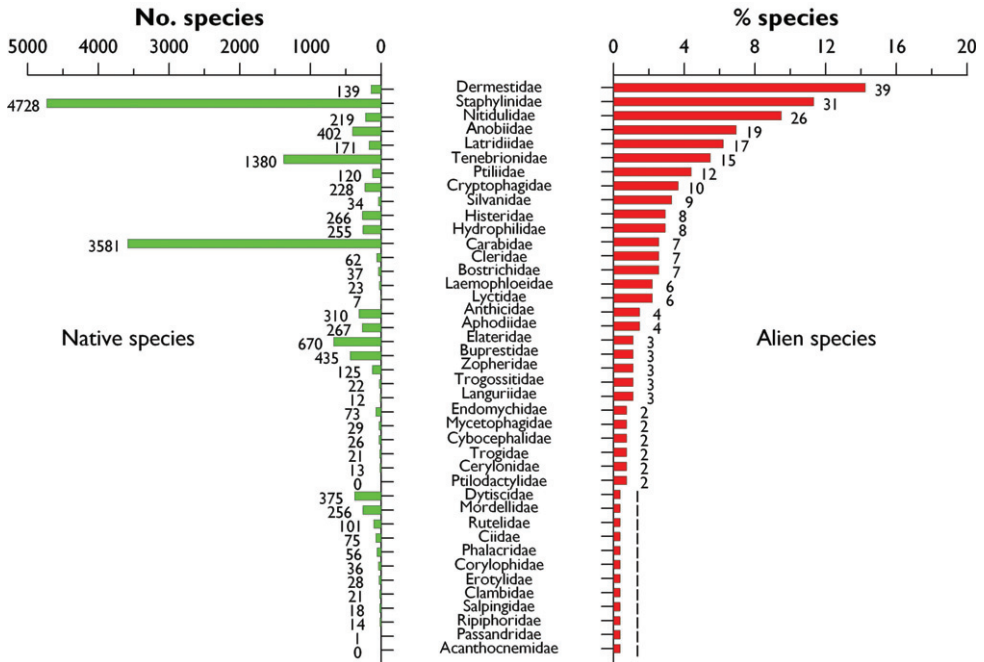 No. species % species
5000 4000 3000 2000 1000 0 0 4 8 12 16 20
139 Dermestidae 39
4728 Staphylinidae 31
219 Nitidulidae 26
402 Anobiidae 19
171 Latridiidae 17
1380 Tenebrionidae 15
120 Ptiliidae 12
228 Cryptophagidae 10
34 Silvanidae 9
266 Histeridae 8
255 Hydrophilidae 8
3581 Carabidae 7
62 Cleridae 7
37 Bostrichidae 7
23 Laemophloeidae 6
7 Lyctidae 6
310 Anthicidae 4
267 Aphodiidae 4
Native species 670 Elateridae 3 Alien species
435 Buprestidae 3
125 Zopheridae 3
22 Trogossitidae 3
12 Languriidae 3
73 Endomychidae 2
29 Mycetophagidae 2
26 Cybocephalidae 2
21 Trogidae 2
13 Cerylonidae 2
0 Ptilodactylidae 2
375 Dytiscidae 1
256 Mordellidae 1
101 Rutelidae 1
75 Ciidae 1
56 Phalacridae 1
36 Corylophidae 1
28 Erotylidae 1
21 Clambidae 1
18 Salpingidae 1
14 Ripiphoridae 1
1 Passandridae 1
0 Acanthocnemidae 1